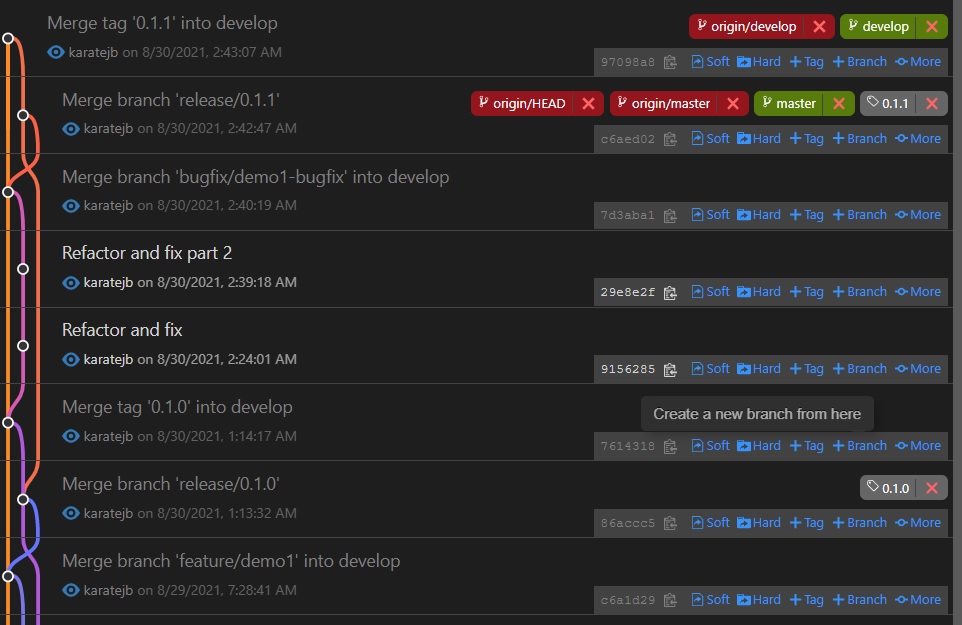 Merge tag '0.1.1' into develop
origin/develop develop
karatejb on 8/30/2021, 2:43:07 AM
97098a8 Soft Hard Tag Branch More
Merge branch 'release/0.1.1'
origin/HEAD origin/master master 0.1.1
karatejb on 8/30/2021, 2:42:47 AM
c6aed02 Soft Hard Tag Branch More
Merge branch 'bugfix/demo1-bugfix' into develop
karatejb on 8/30/2021, 2:40:19 AM
7d3aba1 Soft Hard Tag Branch More
Refactor and fix part 2
karatejb on 8/30/2021, 2:39:18 AM
29e8e2f Soft Hard Tag Branch More
Refactor and fix
karatejb on 8/30/2021, 2:24:01 AM
9156285 Soft Hard Tag Branch More
Merge tag '0.1.0' into develop
Create a new branch from here
karatejb on 8/30/2021, 1:14:17 AM
7614318 Soft Hard Tag Branch More
Merge branch 'release/0.1.0'
0.1.0
karatejb on 8/30/2021, 1:13:32 AM
86accc5 Soft Hard Tag Branch More
Merge branch 'feature/demo1' into develop
karatejb on 8/29/2021, 7:28:41 AM
c6a1d29 Soft Hard Tag Branch More